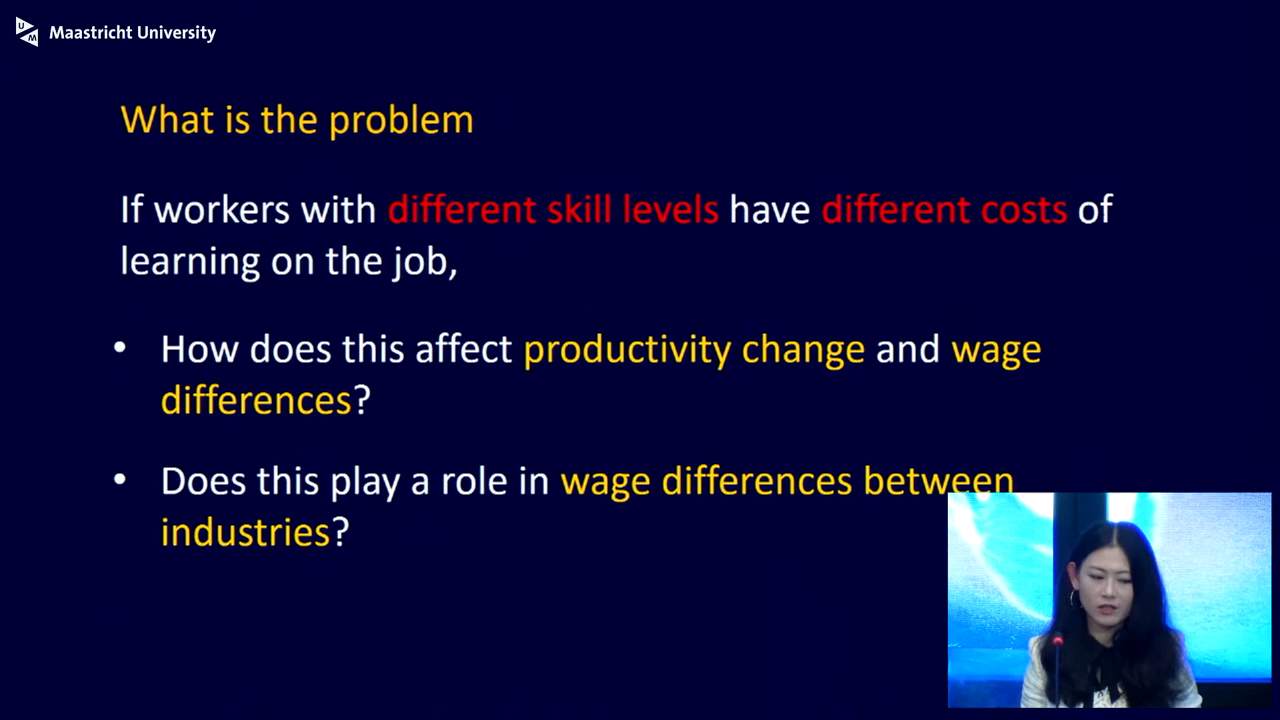 UM
Maastricht University
What is the problem
If workers with different skill levels have different costs of
learning on the job,
• How does this affect productivity change and wage
differences?
• Does this play a role in wage differences between
industries?